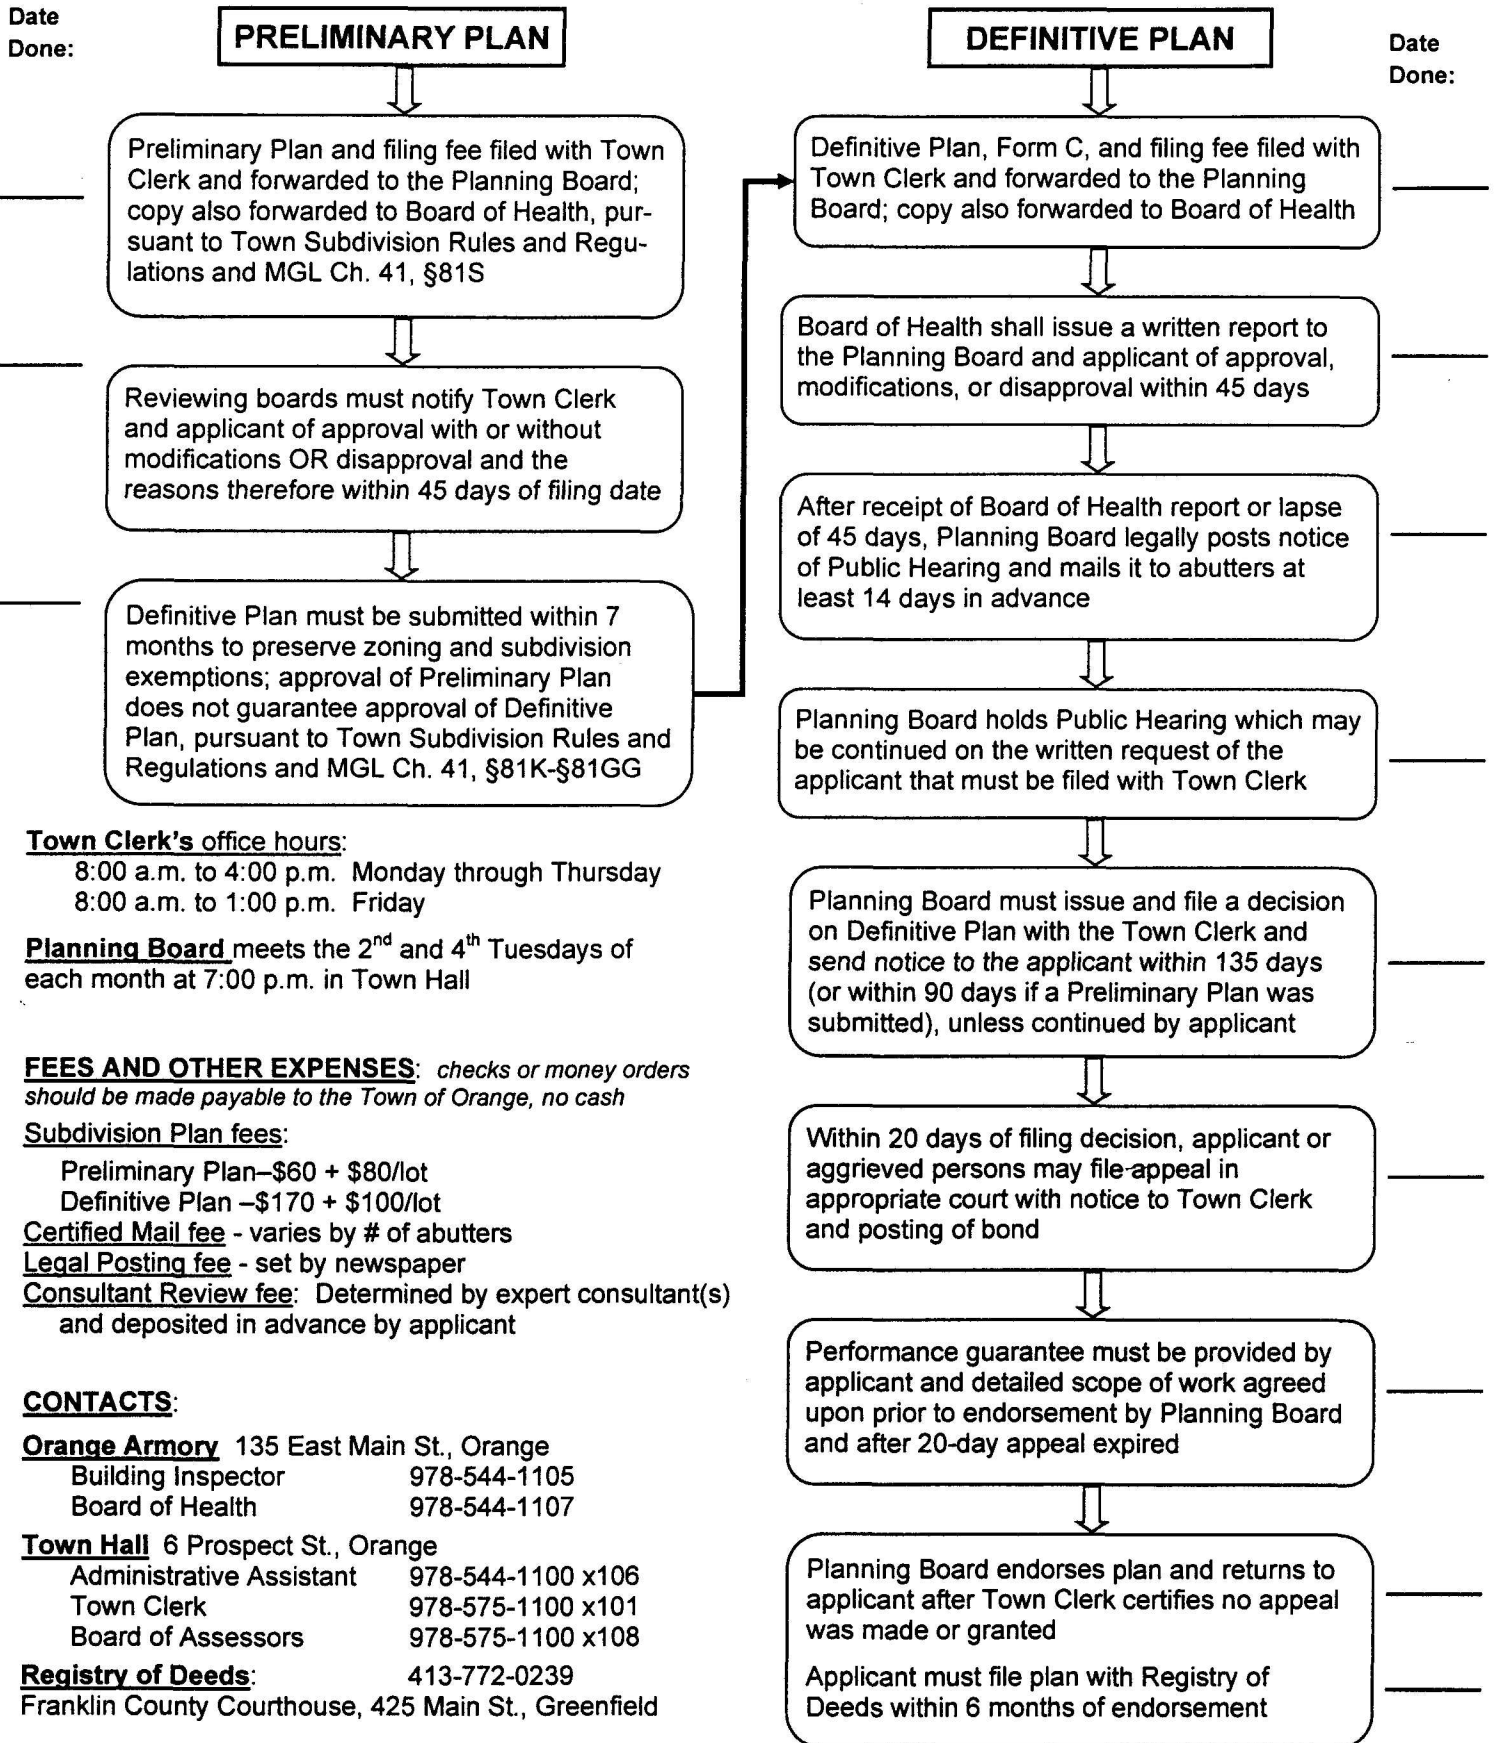 Date
Done:
PRELIMINARY PLAN
Preliminary Plan and filing fee filed with Town
Clerk and forwarded to the Planning Board;
copy also forwarded to Board of Health, pur-
suant to Town Subdivision Rules and Regu-
lations and MGL Ch. 41, §81S
Reviewing boards must notify Town Clerk
and applicant of approval with or without
modifications OR disapproval and the
reasons therefore within 45 days of filing date
Definitive Plan must be submitted within 7
months to preserve zoning and subdivision
exemptions; approval of Preliminary Plan
does not guarantee approval of Definitive
Plan, pursuant to Town Subdivision Rules and
Regulations and MGL Ch. 41, §81K-§81GG
Town Clerk's office hours:
8:00 a.m. to 4:00 p.m. Monday through Thursday
8:00 a.m. to 1:00 p.m. Friday
Planning Board meets the 2nd and 4th Tuesdays of
each month at 7:00 p.m. in Town Hall
FEES AND OTHER EXPENSES: checks or money orders
should be made payable to the Town of Orange, no cash
Subdivision Plan fees:
Preliminary Plan–$60 + $80/lot
Definitive Plan –$170 + $100/lot
Certified Mail fee - varies by # of abutters
Legal Posting fee - set by newspaper
Consultant Review fee: Determined by expert consultant(s)
and deposited in advance by applicant
CONTACTS:
Orange Armory 135 East Main St., Orange
Building Inspector 978-544-1105
Board of Health 978-544-1107
Town Hall 6 Prospect St., Orange
Administrative Assistant 978-544-1100 x106
Town Clerk 978-575-1100 x101
Board of Assessors 978-575-1100 x108
Registry of Deeds: 413-772-0239
Franklin County Courthouse, 425 Main St., Greenfield
DEFINITIVE PLAN
Date
Done:
Definitive Plan, Form C, and filing fee filed with
Town Clerk and forwarded to the Planning
Board; copy also forwarded to Board of Health
Board of Health shall issue a written report to
the Planning Board and applicant of approval,
modifications, or disapproval within 45 days
After receipt of Board of Health report or lapse
of 45 days, Planning Board legally posts notice
of Public Hearing and mails it to abutters at
least 14 days in advance
Planning Board holds Public Hearing which may
be continued on the written request of the
applicant that must be filed with Town Clerk
Planning Board must issue and file a decision
on Definitive Plan with the Town Clerk and
send notice to the applicant within 135 days
(or within 90 days if a Preliminary Plan was
submitted), unless continued by applicant
Within 20 days of filing decision, applicant or
aggrieved persons may file appeal in
appropriate court with notice to Town Clerk
and posting of bond
Performance guarantee must be provided by
applicant and detailed scope of work agreed
upon prior to endorsement by Planning Board
and after 20-day appeal expired
Planning Board endorses plan and returns to
applicant after Town Clerk certifies no appeal
was made or granted
Applicant must file plan with Registry of
Deeds within 6 months of endorsement